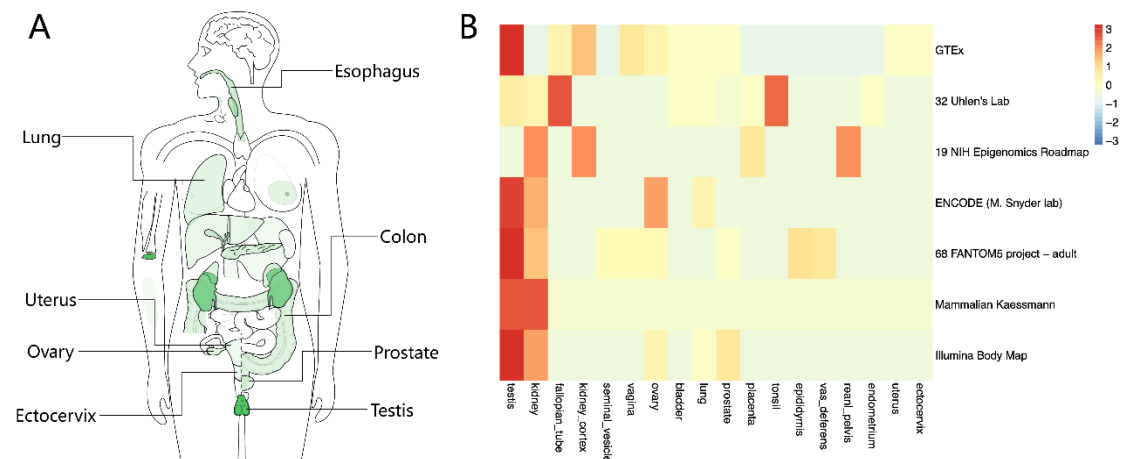 A
Esophagus
Lung
Colon
Uterus
Ovary
Prostate
Ectocervix
Testis
B
GTEx
32 Uhlen's Lab
19 NIH Epigenomics Roadmap
ENCODE (M. Snyder lab)
68 FANTOM5 project – adult
Mammalian Kaessmann
Illumina Body Map
3
2
1
0
−1
−2
−3
testis
kidney
fallopian_tube
kidney_cortex
seminal_vesicle
vagina
ovary
bladder
lung
prostate
placenta
tonsil
epididymis
vas_deferens
rearl_pelvis
endometrium
uterus
ectocervix